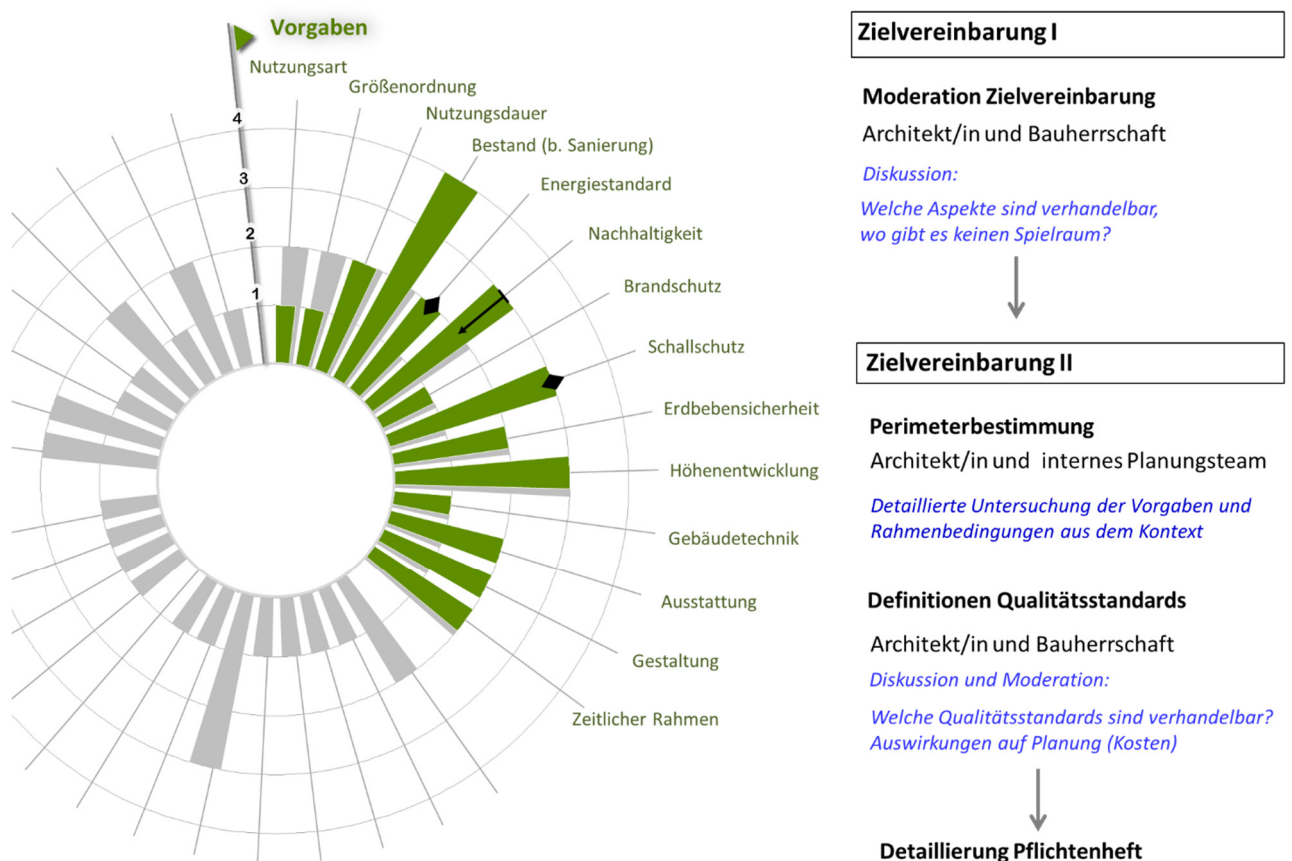 Vorgaben
Nutzungsart
Größenordnung
Nutzungsdauer
Bestand (b. Sanierung)
Energiestandard
Nachhaltigkeit
Brandschutz
Schallschutz
Erdbebensicherheit
Höhenentwicklung
Gebäudetechnik
Ausstattung
Gestaltung
Zeitlicher Rahmen
4
3
2
1
Zielvereinbarung I
Moderation Zielvereinbarung
Architekt/in und Bauherrschaft
Diskussion:
Welche Aspekte sind verhandelbar,
wo gibt es keinen Spielraum?
Zielvereinbarung II
Perimeterbestimmung
Architekt/in und internes Planungsteam
Detaillierte Untersuchung der Vorgaben und
Rahmenbedingungen aus dem Kontext
Definitionen Qualitätsstandards
Architekt/in und Bauherrschaft
Diskussion und Moderation:
Welche Qualitätsstandards sind verhandelbar?
Auswirkungen auf Planung (Kosten)
Detaillierung Pflichtenheft